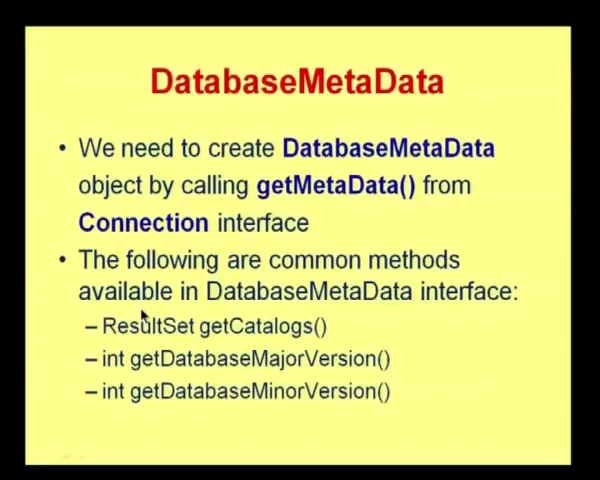 DatabaseMetaData
• We need to create DatabaseMetaData
object by calling getMetaData() from
Connection interface
• The following are common methods
available in DatabaseMetaData interface:
– ResultSet getCatalogs()
– int getDatabaseMajorVersion()
– int getDatabaseMinorVersion()